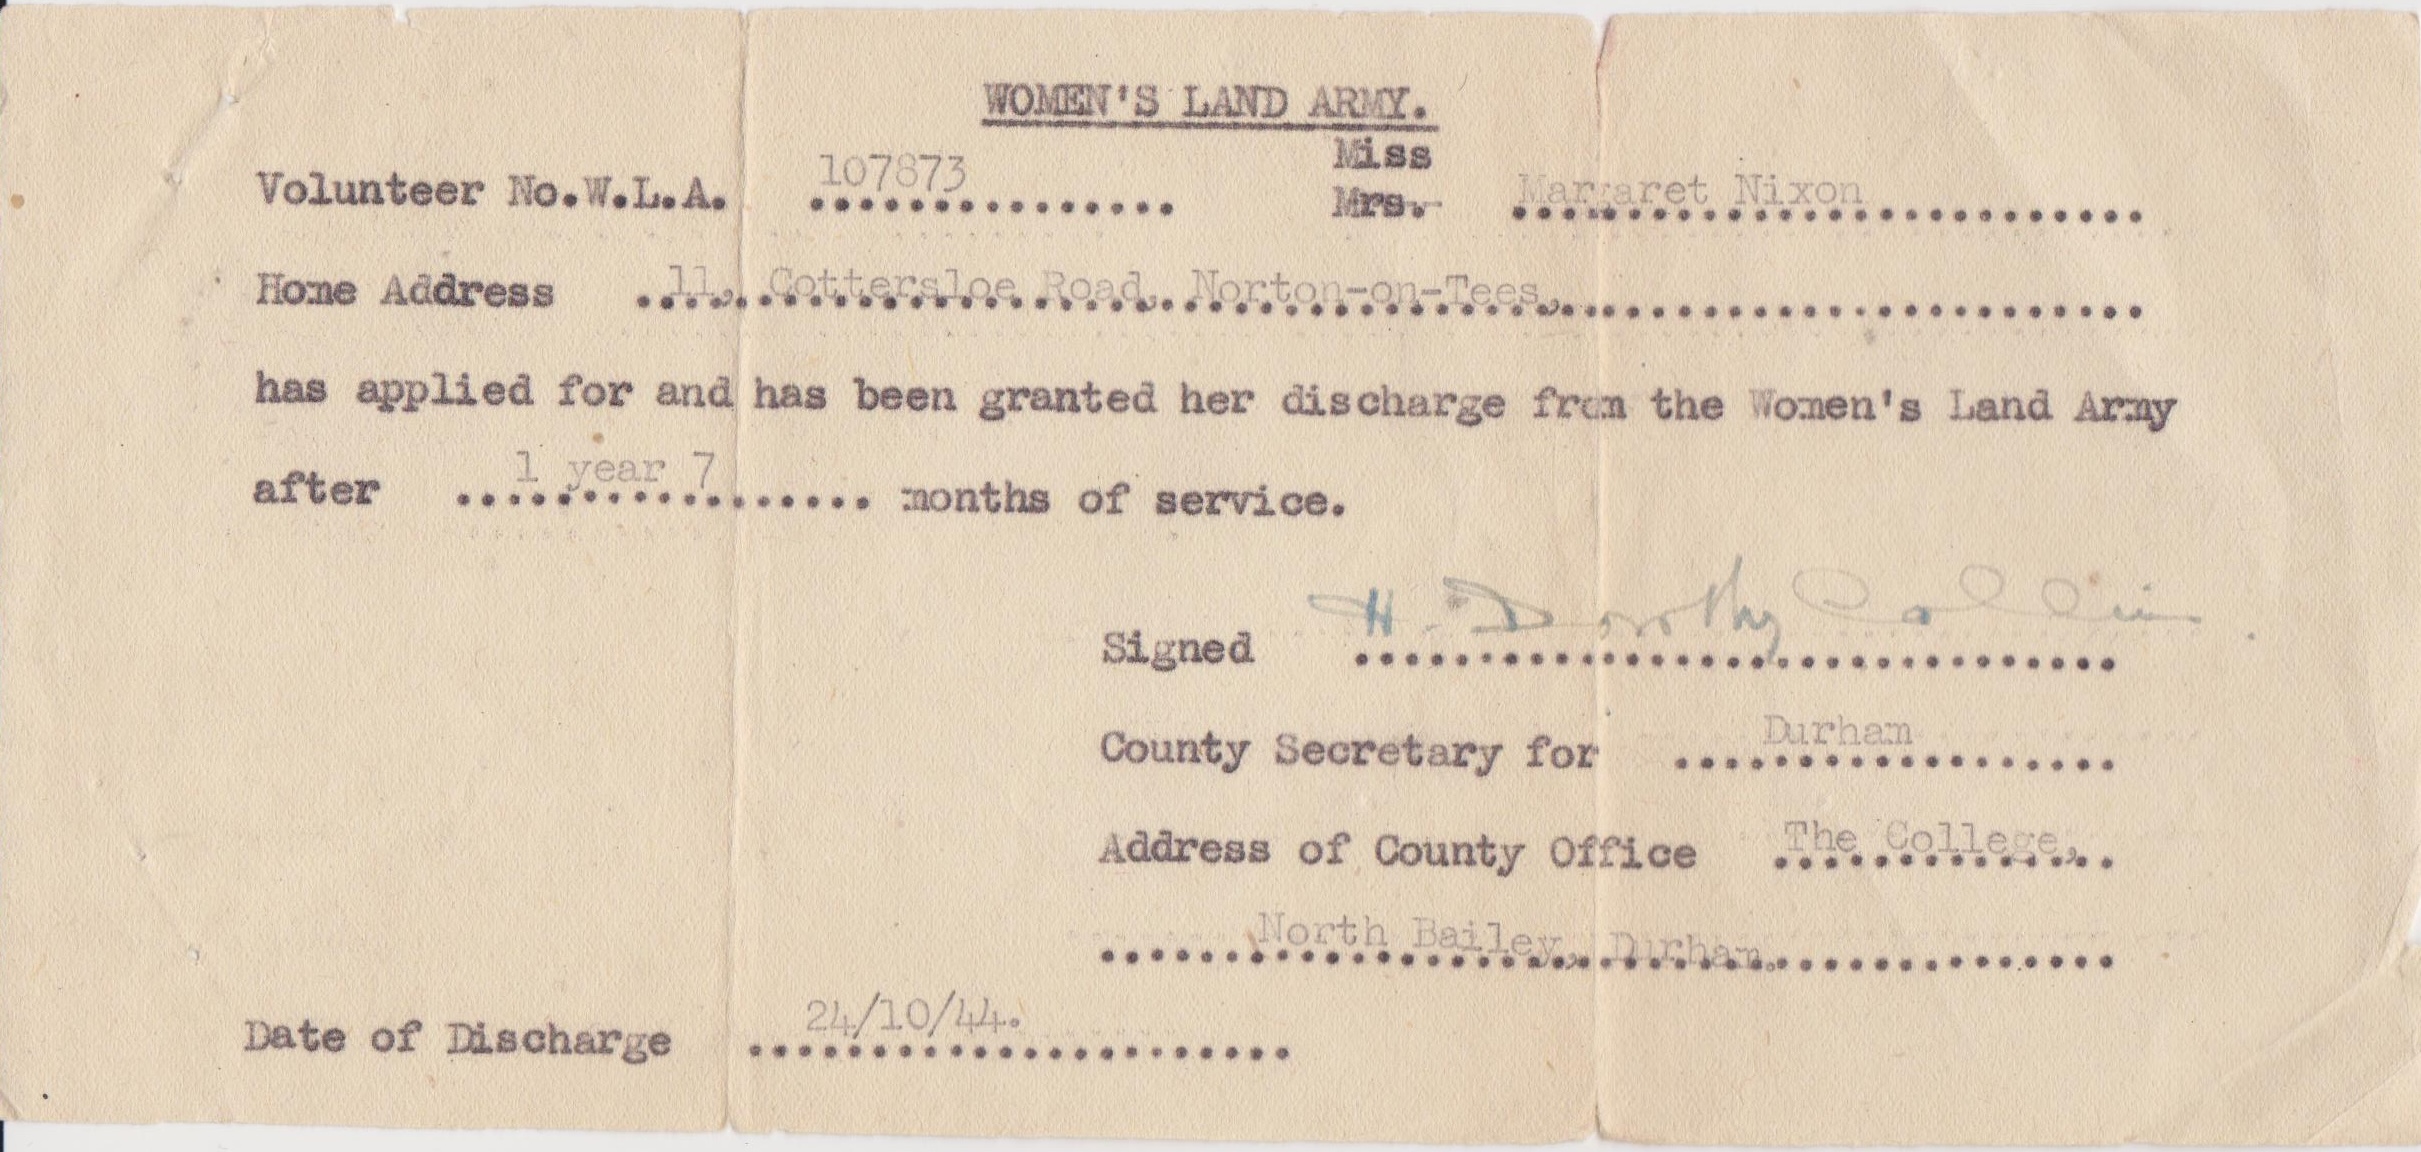 WOMEN'S LAND ARMY.
Volunteer No.W.L.A. 107873 Miss Mrs. Margaret Nixon
Home Address 11, Cottersloe Road, Norton-on-Tees,
has applied for and has been granted her discharge from the Women's Land Army
after 1 year 7 months of service.
Signed H. Dorothy Collin
County Secretary for Durham
Address of County Office The College,
North Bailey, Durham.
Date of Discharge 24/10/44.